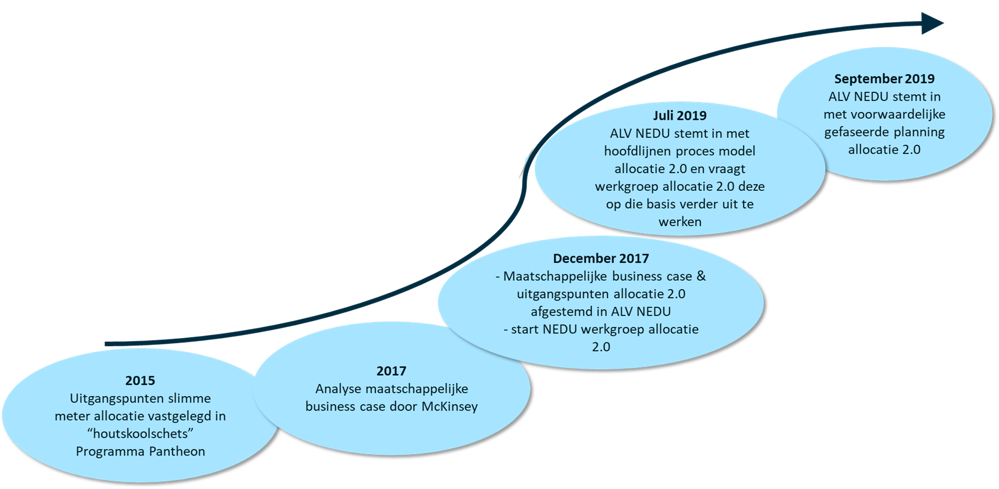 2015
Uitgangspunten slimme
meter allocatie vastgelegd in
“houtskoolschets”
Programma Pantheon
2017
Analyse maatschappelijke
business case door McKinsey
December 2017
- Maatschappelijke business case &
uitgangspunten allocatie 2.0
afgestemd in ALV NEDU
- start NEDU werkgroep allocatie
2.0
Juli 2019
ALV NEDU stemt in met
hoofdlijnen proces model
allocatie 2.0 en vraagt
werkgroep allocatie 2.0 deze
op die basis verder uit te
werken
September 2019
ALV NEDU stemt in
met voorwaardelijke
gefaseerde planning
allocatie 2.0